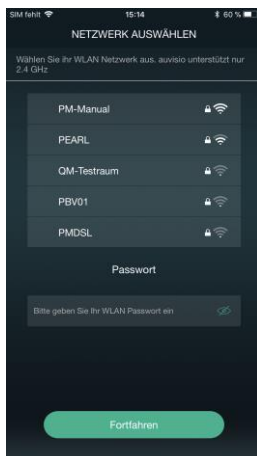 SIM fehlt 15:14 60 %
NETZWERK AUSWÄHLEN
Wählen Sie ihr WLAN Netzwerk aus. auvisio unterstützt nur
2.4 GHz
PM-Manual
PEARL
QM-Testraum
PBV01
PMDSL
Passwort
Bitte geben Sie Ihr WLAN Passwort ein
Fortfahren